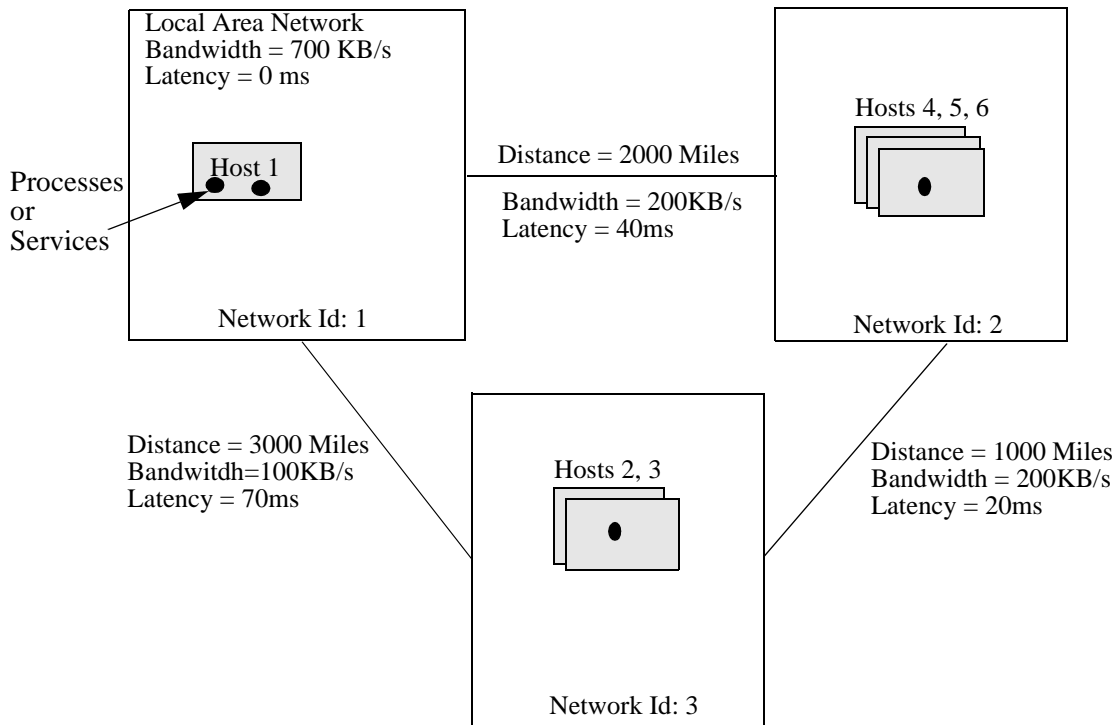 Local Area Network
Bandwidth = 700 KB/s
Latency = 0 ms
Host 1
Processes
or
Services
Network Id: 1
Distance = 2000 Miles
Bandwidth = 200KB/s
Latency = 40ms
Hosts 4, 5, 6
Network Id: 2
Distance = 3000 Miles
Bandwitdh=100KB/s
Latency = 70ms
Hosts 2, 3
Network Id: 3
Distance = 1000 Miles
Bandwidth = 200KB/s
Latency = 20ms